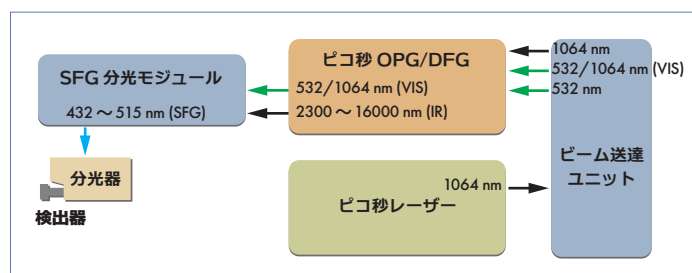 SFG 分光モジュール
432 ~ 515 nm (SFG)
分光器
検出器
ピコ秒 OPG/DFG
532/1064 nm (VIS)
2300 ~ 16000 nm (IR)
ピコ秒レーザー
1064 nm
1064 nm
532/1064 nm (VIS)
532 nm
ビーム送達
ユニット